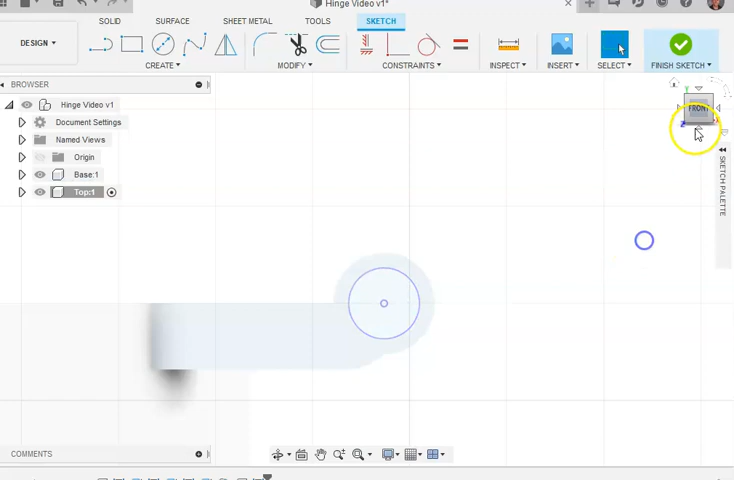 Hinge Video v1*
SOLID SURFACE SHEET METAL TOOLS SKETCH
DESIGN
CREATE MODIFY CONSTRAINTS INSPECT INSERT SELECT FINISH SKETCH
BROWSER
Hinge Video v1
Document Settings
Named Views
Origin
Base:1
Top:1
FRONT
SKETCH PALETTE
COMMENTS